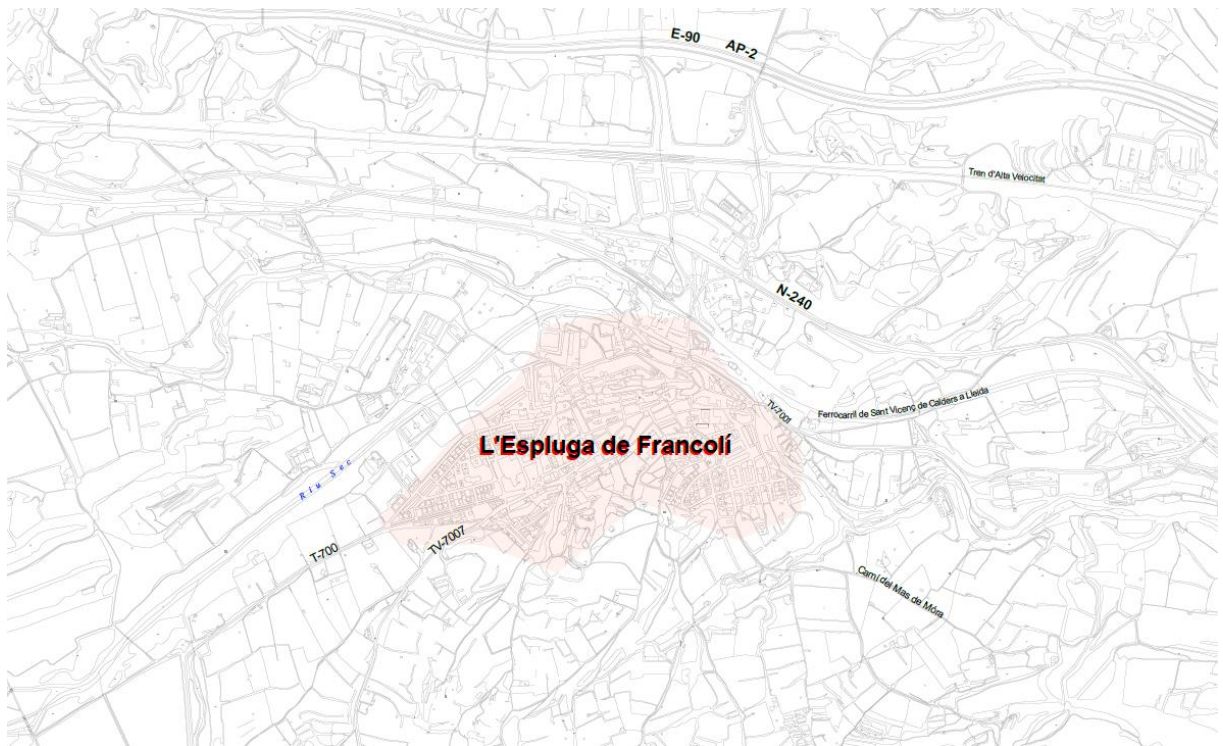 E-90
AP-2
Tren d'Alta Velocitat
N-240
Ferrocarril de Sant Vicenç de Calders a Lleida
TV-7001
L'Espluga de Francolí
Riu Sec
T-700
TV-7007
Camí del Mas de Móra